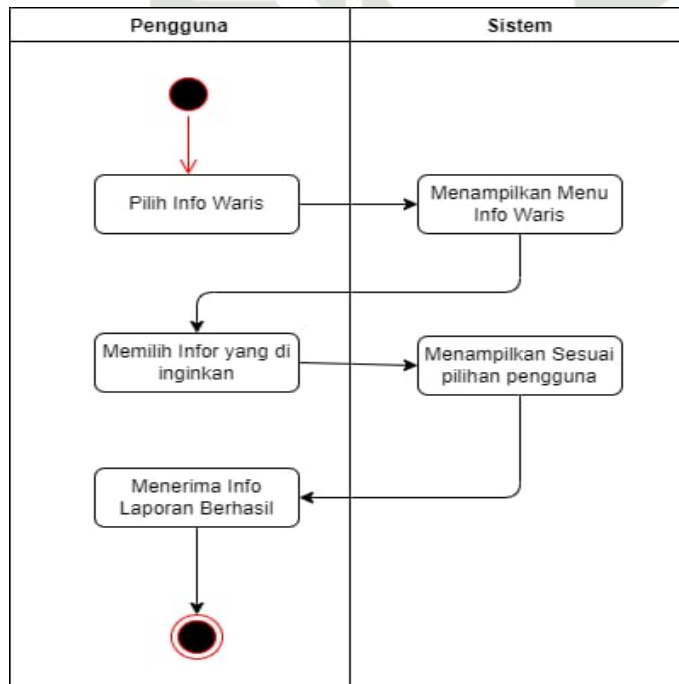 Pengguna
Sistem
Pilih Info Waris
Menampilkan Menu
Info Waris
Memilih Infor yang di
inginkan
Menampilkan Sesuai
pilihan pengguna
Menerima Info
Laporan Berhasil